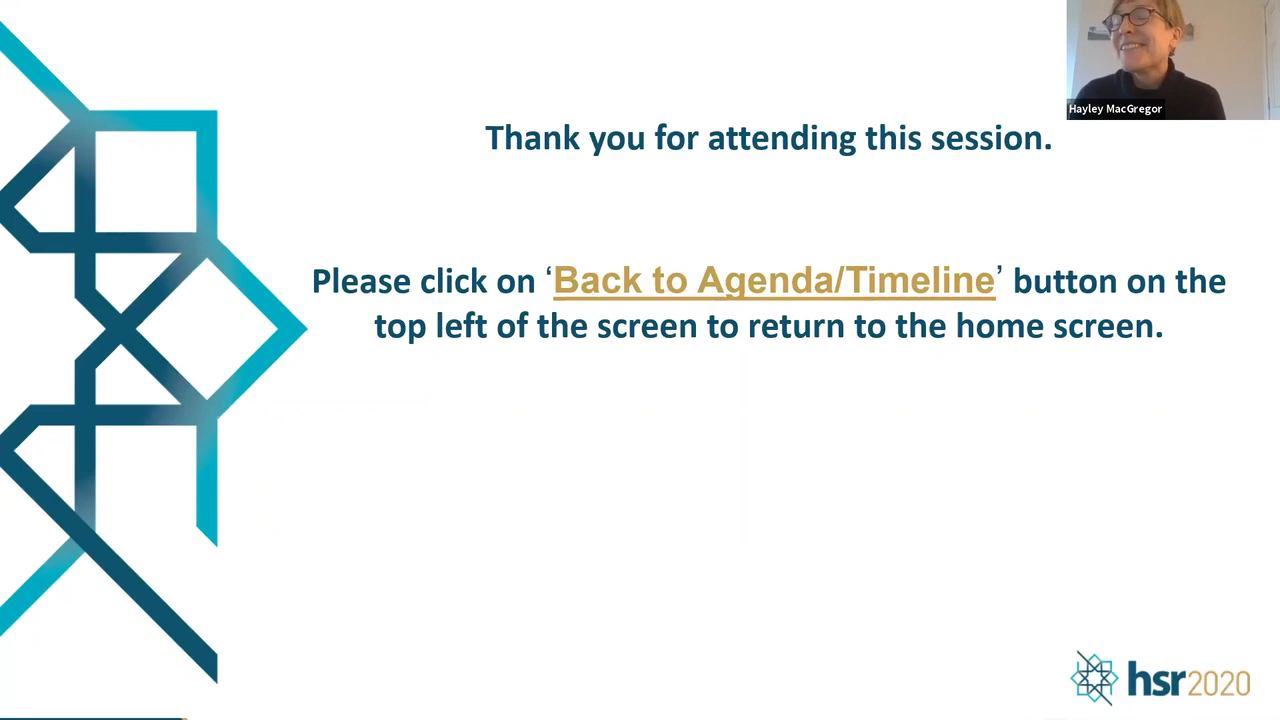 Hayley MacGregor
Thank you for attending this session.
Please click on ‘Back to Agenda/Timeline’ button on the
top left of the screen to return to the home screen.
hsr2020